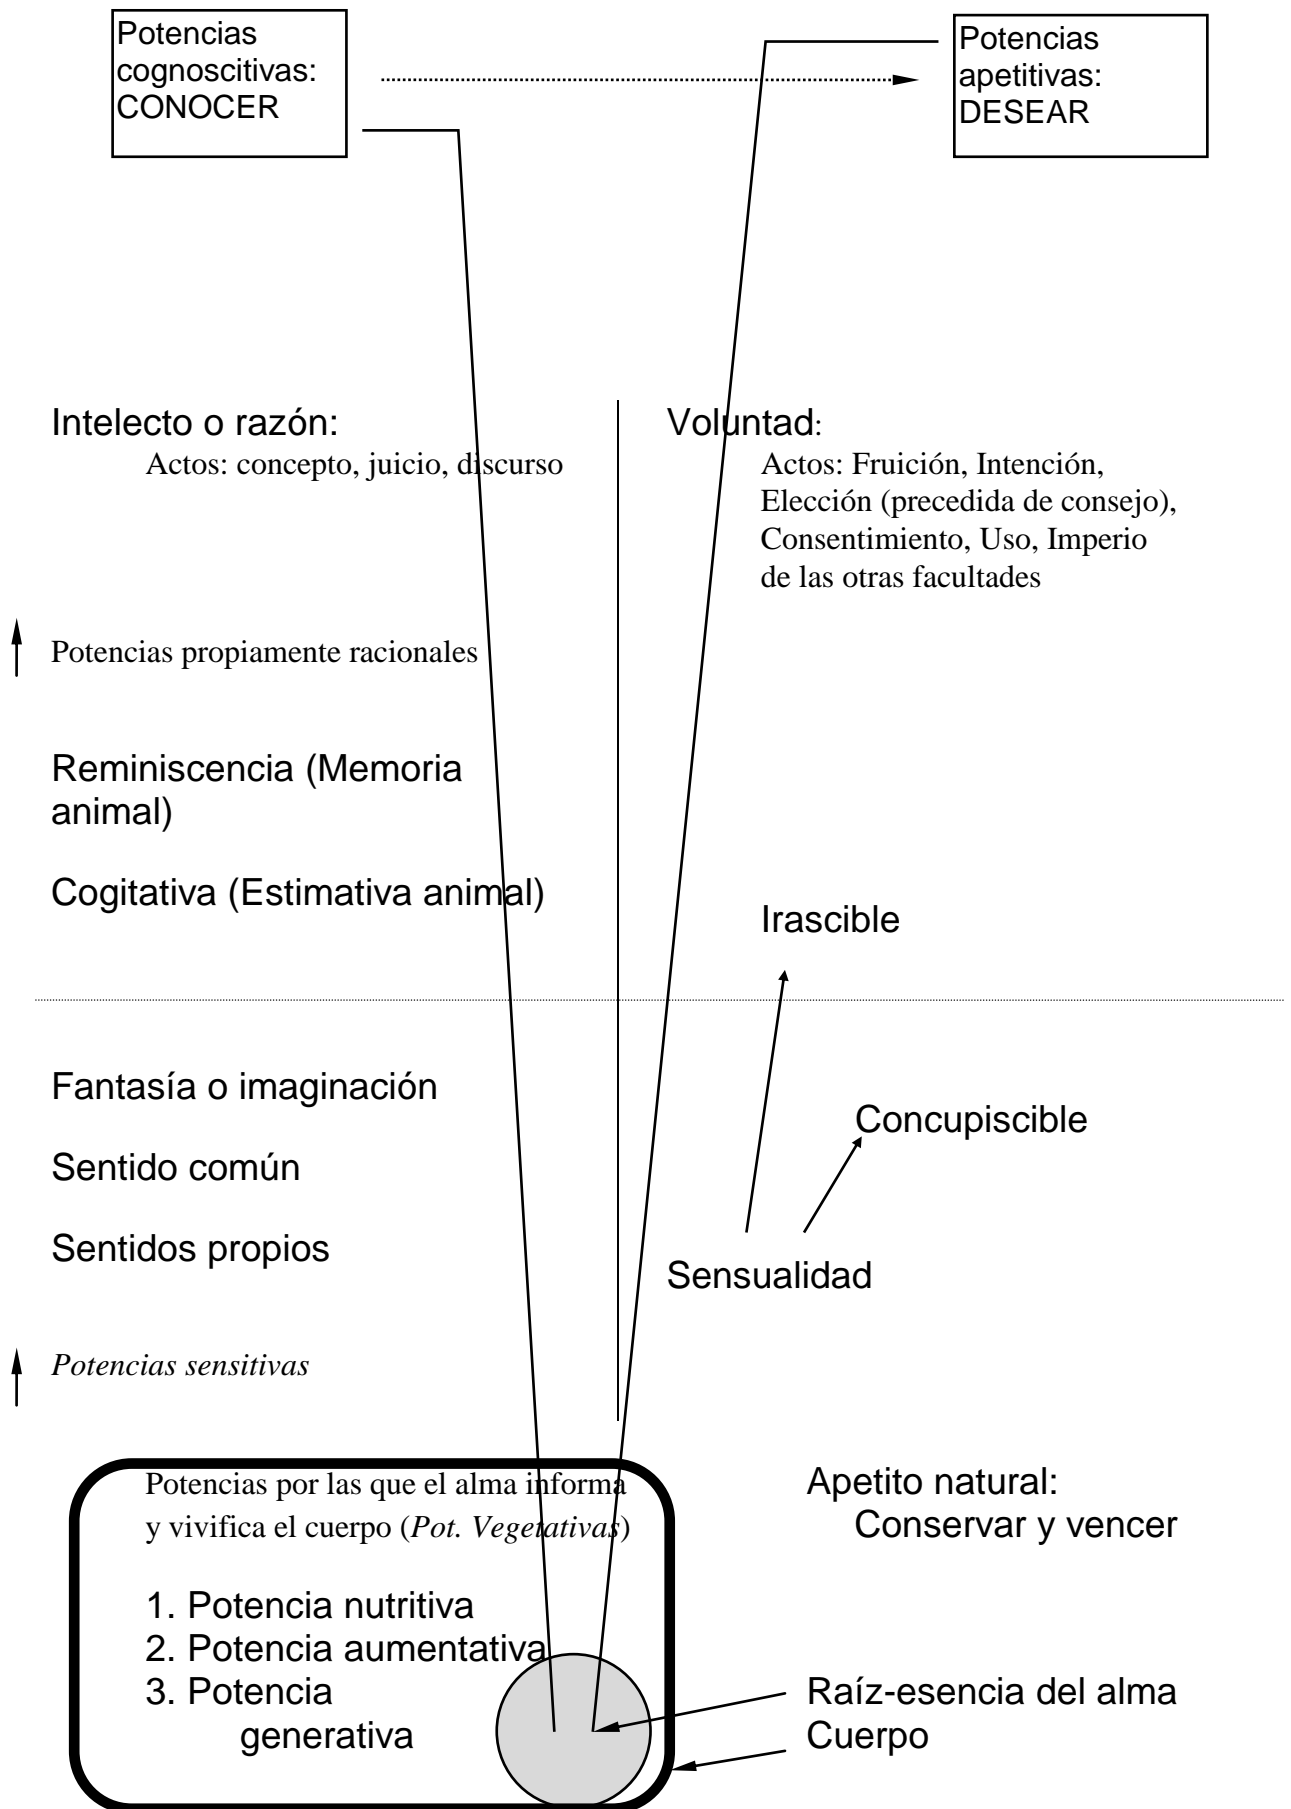 Potencias
cognoscitivas:
CONOCER
Potencias
apetitivas:
DESEAR
Intelecto o razón:
Actos: concepto, juicio, discurso
Voluntad:
Actos: Fruición, Intención,
Elección (precedida de consejo),
Consentimiento, Uso, Imperio
de las otras facultades
Potencias propiamente racionales
Reminiscencia (Memoria
animal)
Cogitativa (Estimativa animal)
Irascible
Fantasía o imaginación
Concupiscible
Sentido común
Sentidos propios
Sensualidad
Potencias sensitivas
Potencias por las que el alma informa
y vivifica el cuerpo (Pot. Vegetativas)
Apetito natural:
Conservar y vencer
1. Potencia nutritiva
2. Potencia aumentativa
3. Potencia
generativa
Raíz-esencia del alma
Cuerpo